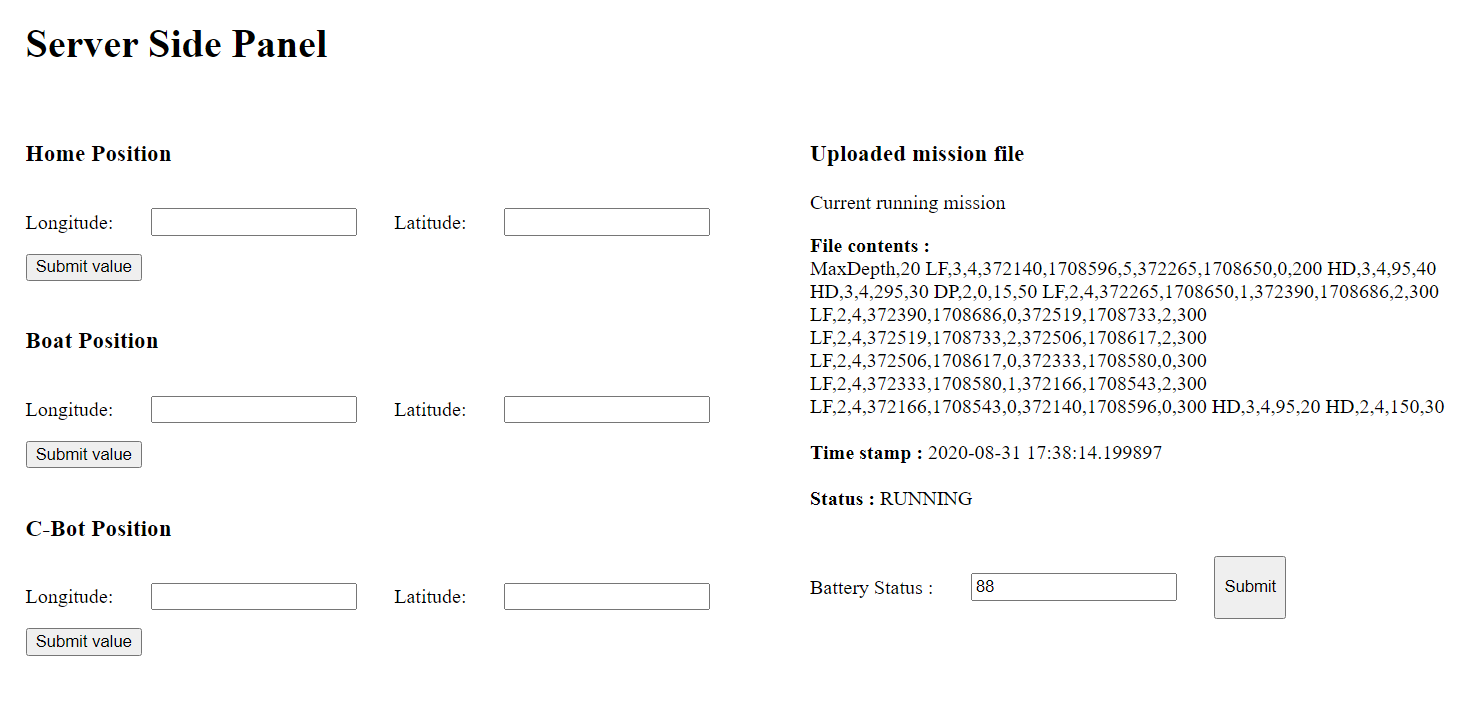 Server Side Panel
Home Position
Longitude:
Latitude:
Submit value
Boat Position
Longitude:
Latitude:
Submit value
C-Bot Position
Longitude:
Latitude:
Submit value
Uploaded mission file
Current running mission
File contents :
MaxDepth,20 LF,3,4,372140,1708596,5,372265,1708650,0,200 HD,3,4,95,40
HD,3,4,295,30 DP,2,0,15,50 LF,2,4,372265,1708650,1,372390,1708686,2,300
LF,2,4,372390,1708686,0,372519,1708733,2,300
LF,2,4,372519,1708733,2,372506,1708617,2,300
LF,2,4,372506,1708617,0,372333,1708580,0,300
LF,2,4,372333,1708580,1,372166,1708543,2,300
LF,2,4,372166,1708543,0,372140,1708596,0,300 HD,3,4,95,20 HD,2,4,150,30
Time stamp : 2020-08-31 17:38:14.199897
Status : RUNNING
Battery Status :
88
Submit